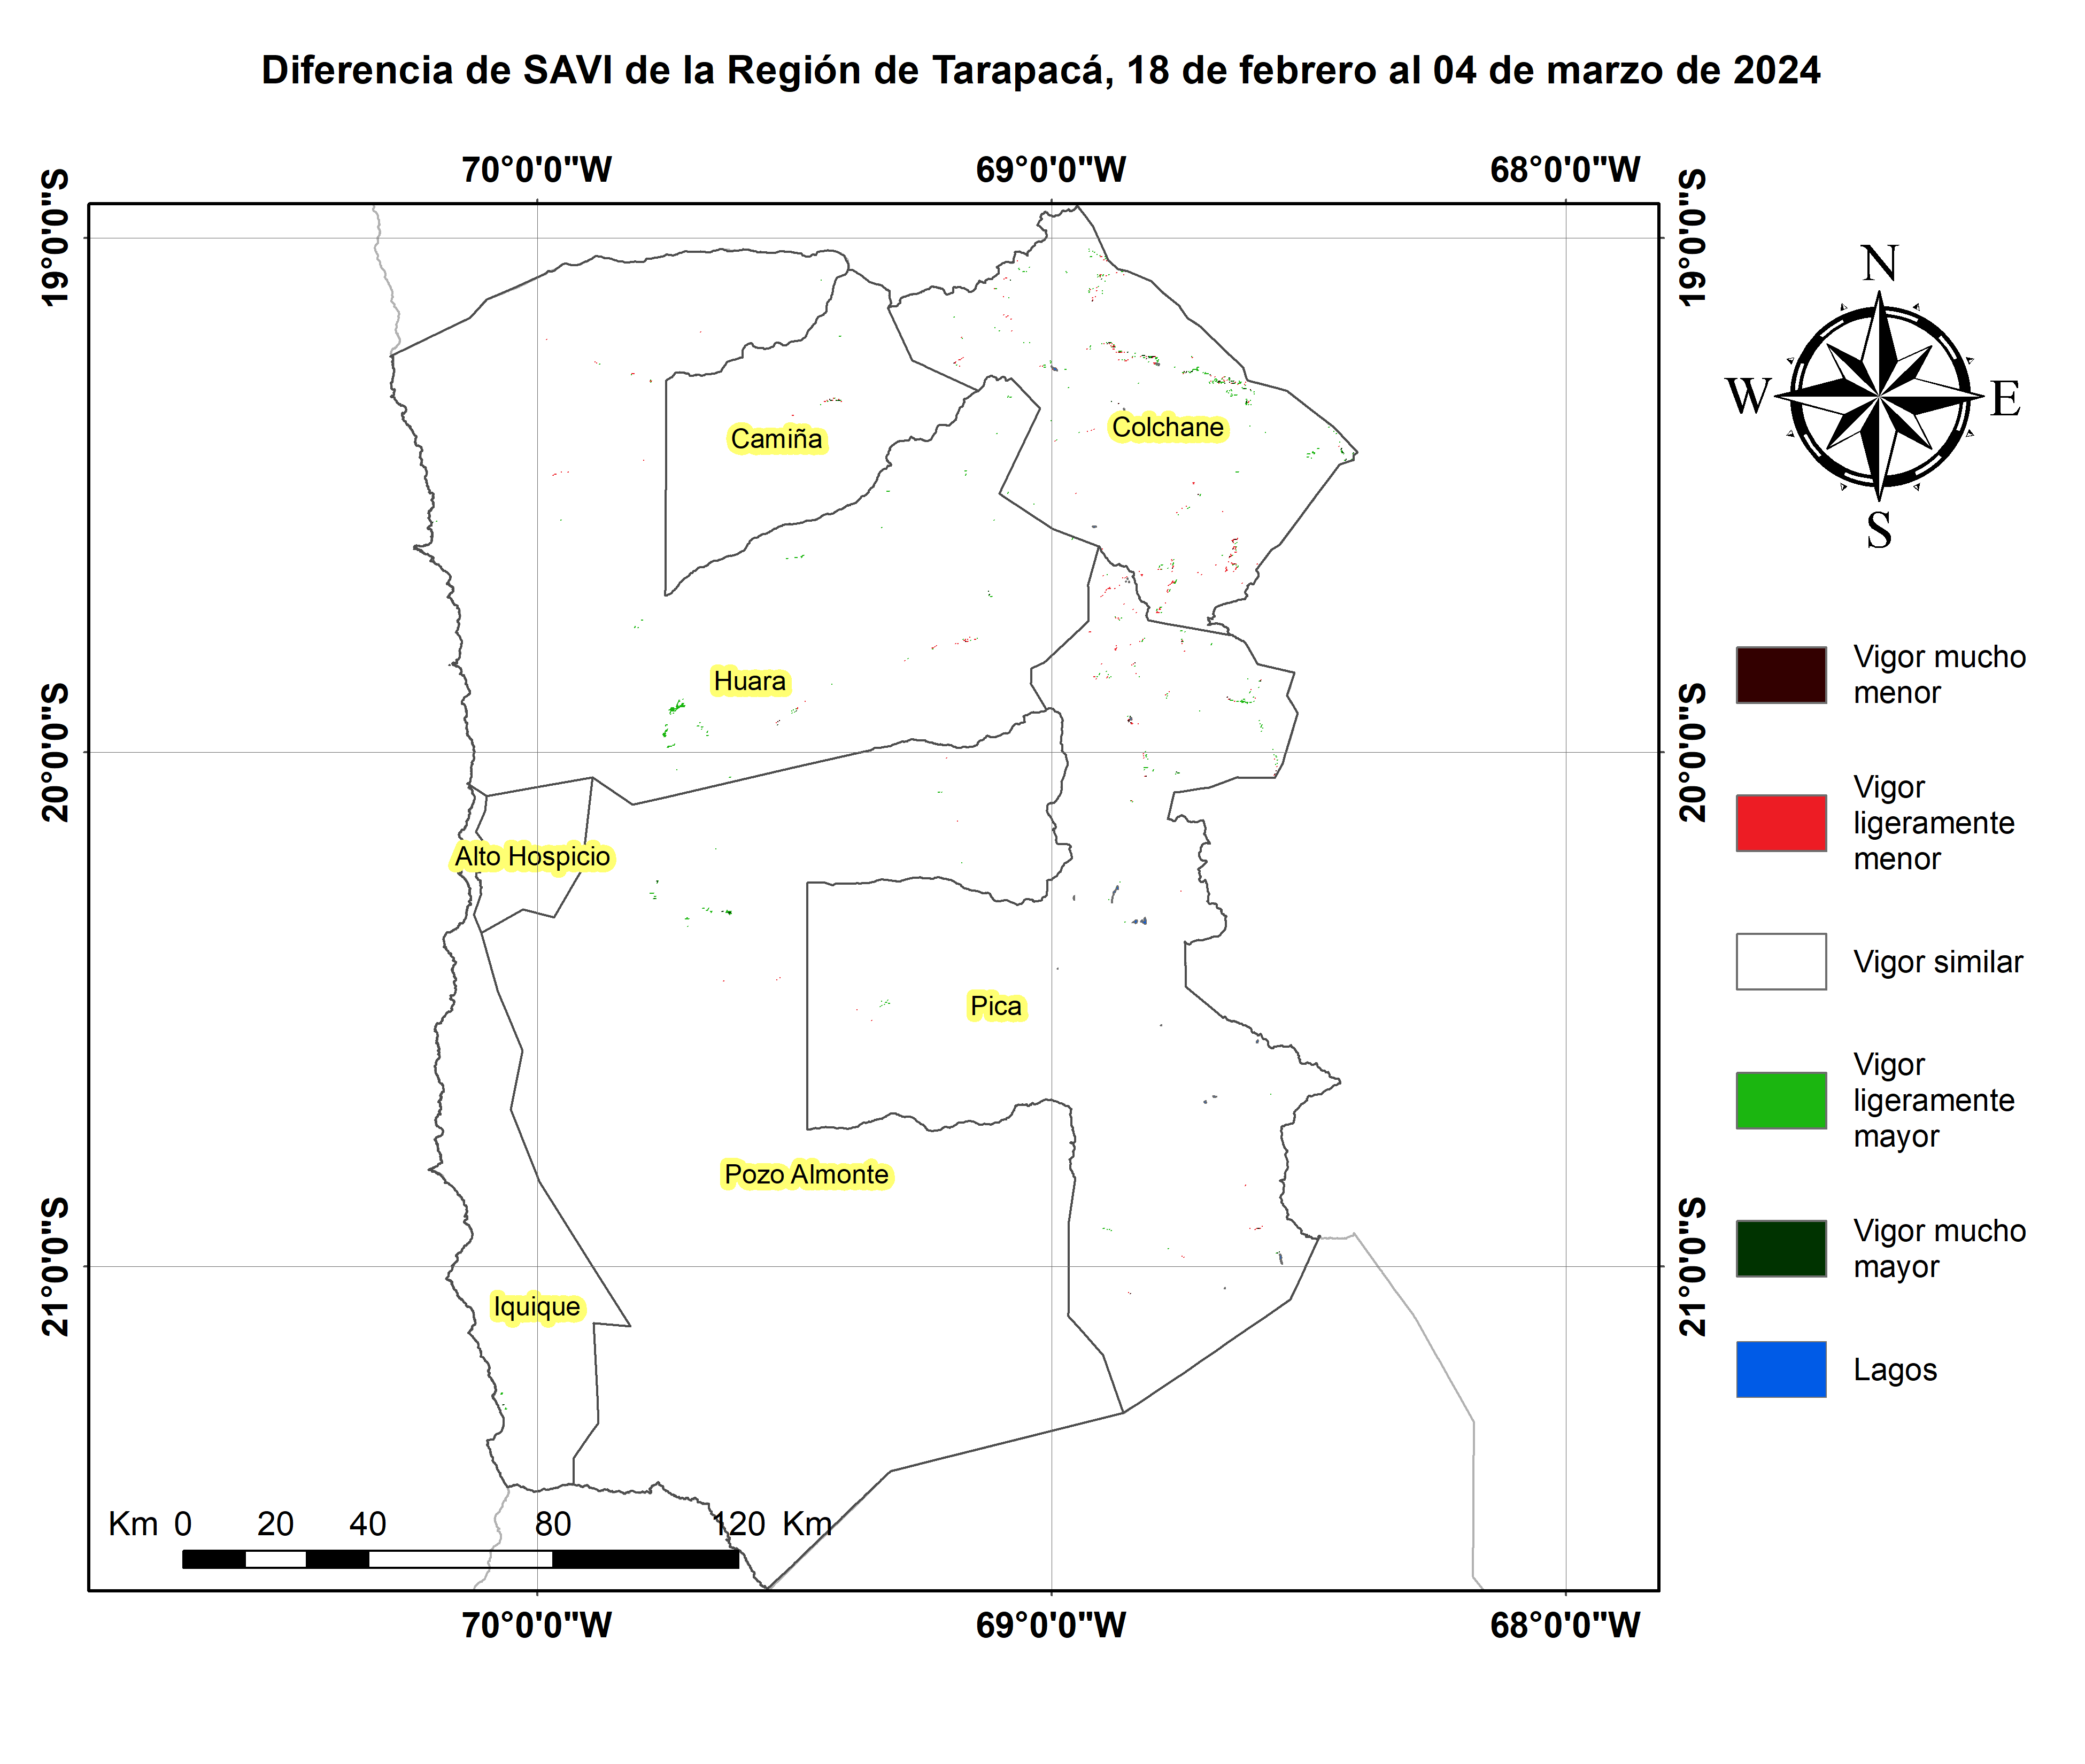 Diferencia de SAVI de la Región de Tarapacá, 18 de febrero al 04 de marzo de 2024
70°0'0"W
69°0'0"W
68°0'0"W
19°0'0"S
19°0'0"S
N
W
E
S
Camiña
Colchane
Vigor mucho
menor
Huara
20°0'0"S
20°0'0"S
Vigor
ligeramente
menor
Alto Hospicio
Vigor similar
Pica
Vigor
ligeramente
mayor
Pozo Almonte
21°0'0"S
21°0'0"S
Vigor mucho
mayor
Iquique
Lagos
Km 0 20 40 80 120 Km
70°0'0"W
69°0'0"W
68°0'0"W